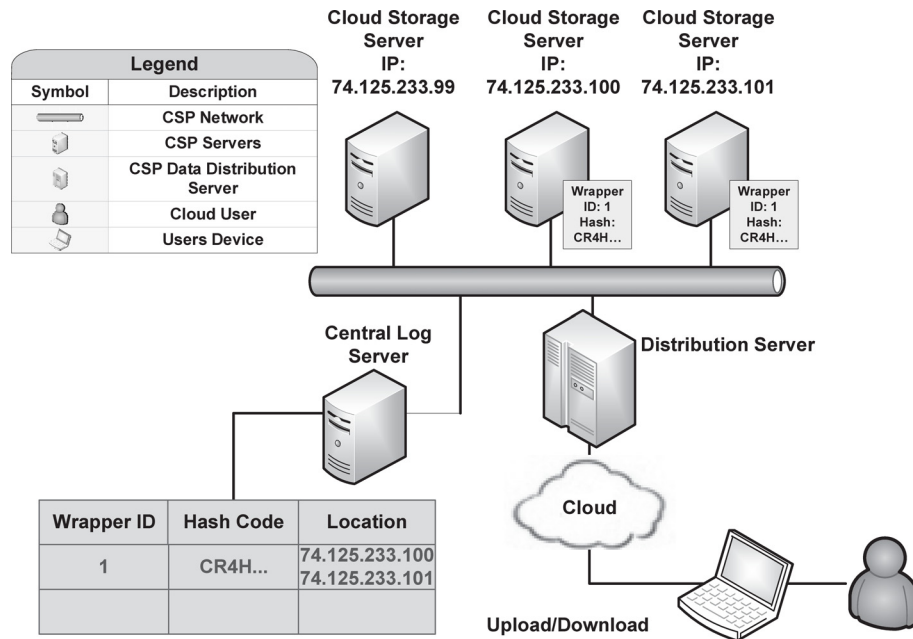 Cloud Storage
Server
IP:
74.125.233.99
Cloud Storage
Server
IP:
74.125.233.100
Cloud Storage
Server
IP:
74.125.233.101
Legend
Symbol Description
CSP Network
CSP Servers
CSP Data Distribution
Server
Cloud User
Users Device
Wrapper
ID: 1
Hash:
CR4H...
Wrapper
ID: 1
Hash:
CR4H...
Central Log
Server
Distribution Server
Cloud
Wrapper ID Hash Code Location
1 CR4H... 74.125.233.100
74.125.233.101
Upload/Download